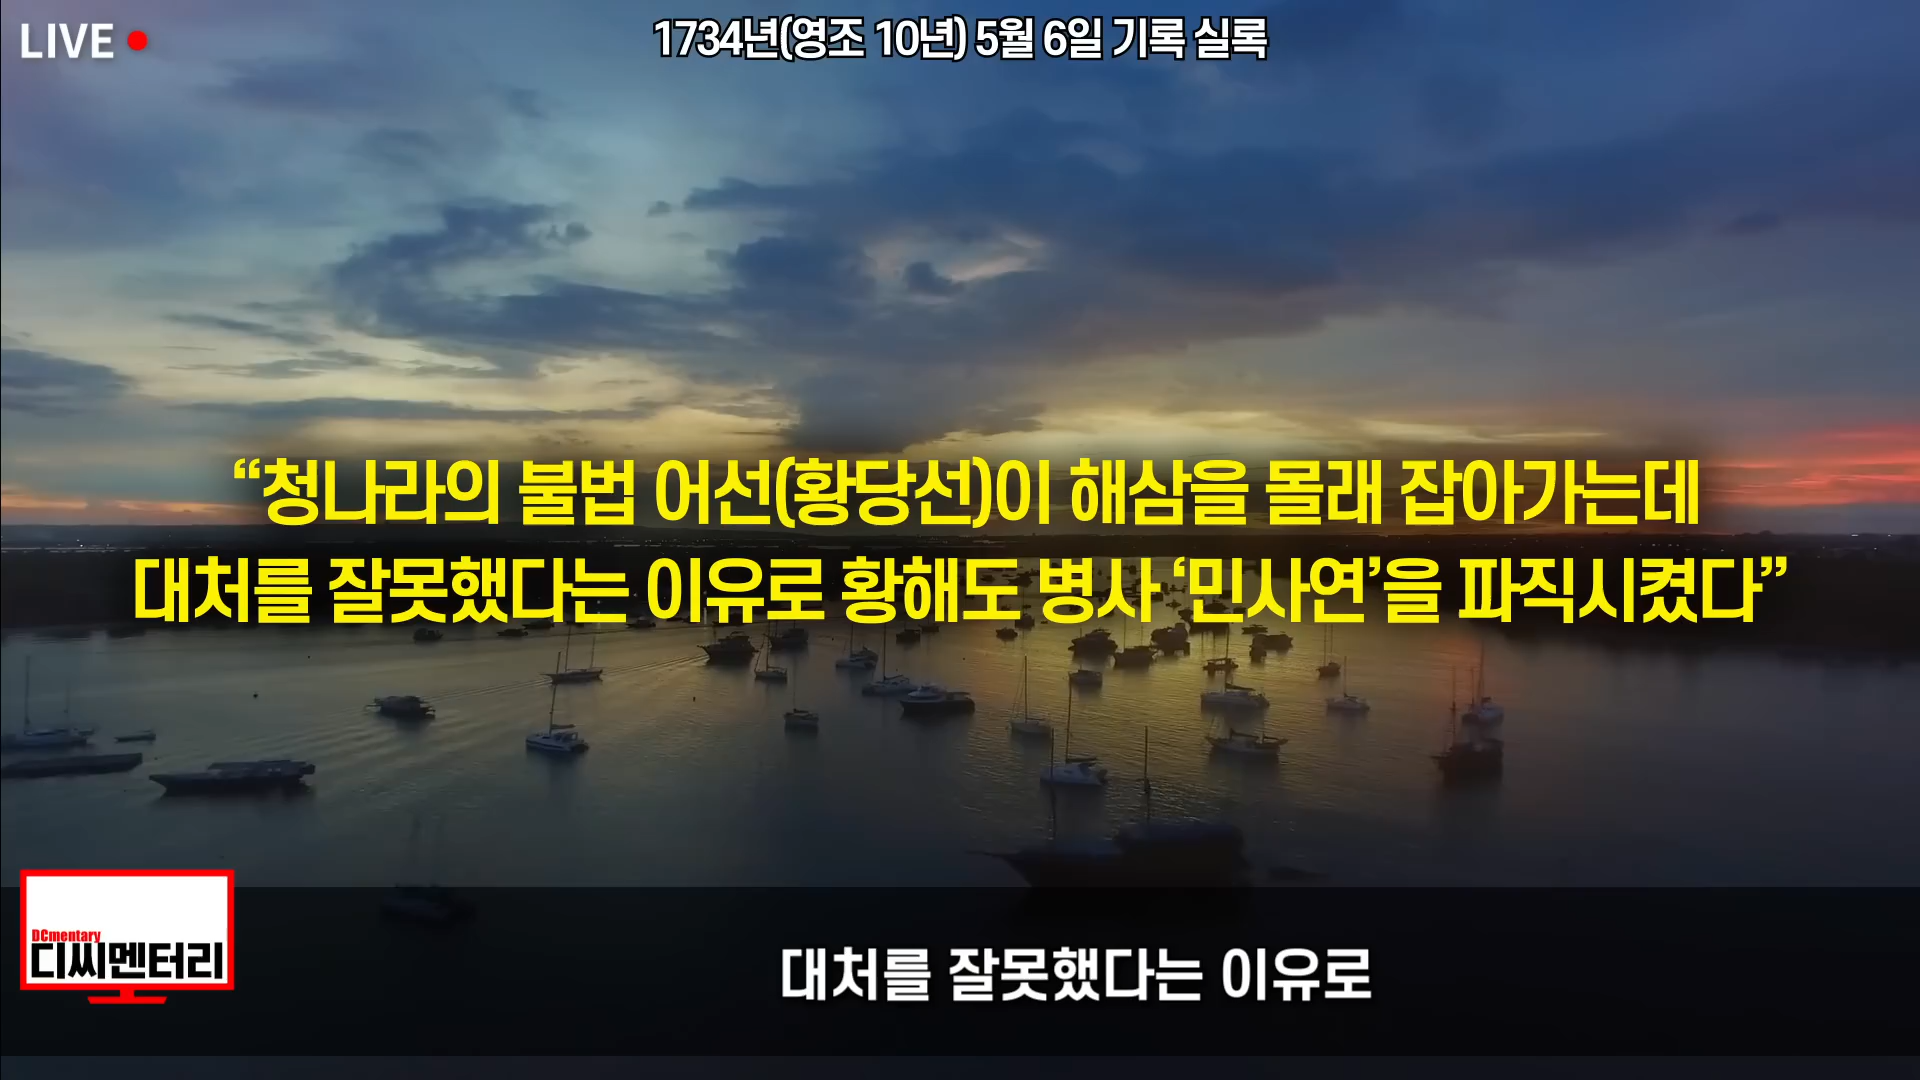 LIVE
1734년(영조 10년) 5월 6일 기록 실록
“청나라의 불법 어선(황당선)이 해삼을 몰래 잡아가는데
대처를 잘못했다는 이유로 황해도 병사 ‘민사연’을 파직시켰다”
DCmentary
디씨멘터리
대처를 잘못했다는 이유로